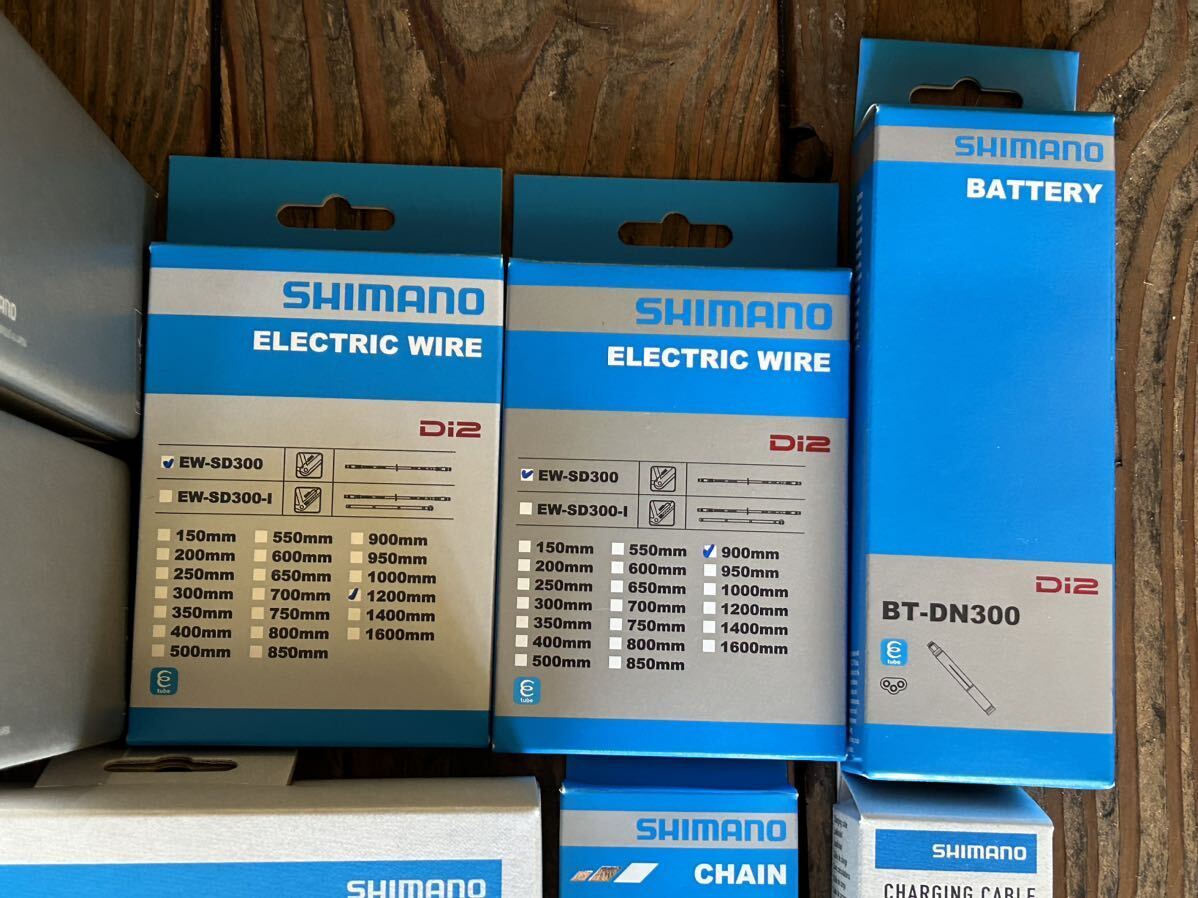 SHIMANO
ELECTRIC WIRE
Di2
EW-SD300
EW-SD300-I
150mm 550mm 900mm
200mm 600mm 950mm
250mm 650mm 1000mm
300mm 700mm 1200mm
350mm 750mm 1400mm
400mm 800mm 1600mm
500mm 850mm
tube
SHIMANO
ELECTRIC WIRE
Di2
EW-SD300
EW-SD300-I
150mm 550mm 900mm
200mm 600mm 950mm
250mm 650mm 1000mm
300mm 700mm 1200mm
350mm 750mm 1400mm
400mm 800mm 1600mm
500mm 850mm
tube
SHIMANO
BATTERY
Di2
BT-DN300
tube
SHIMANO
SHIMANO
CHAIN
SHIMANO
CHARGING CABLE